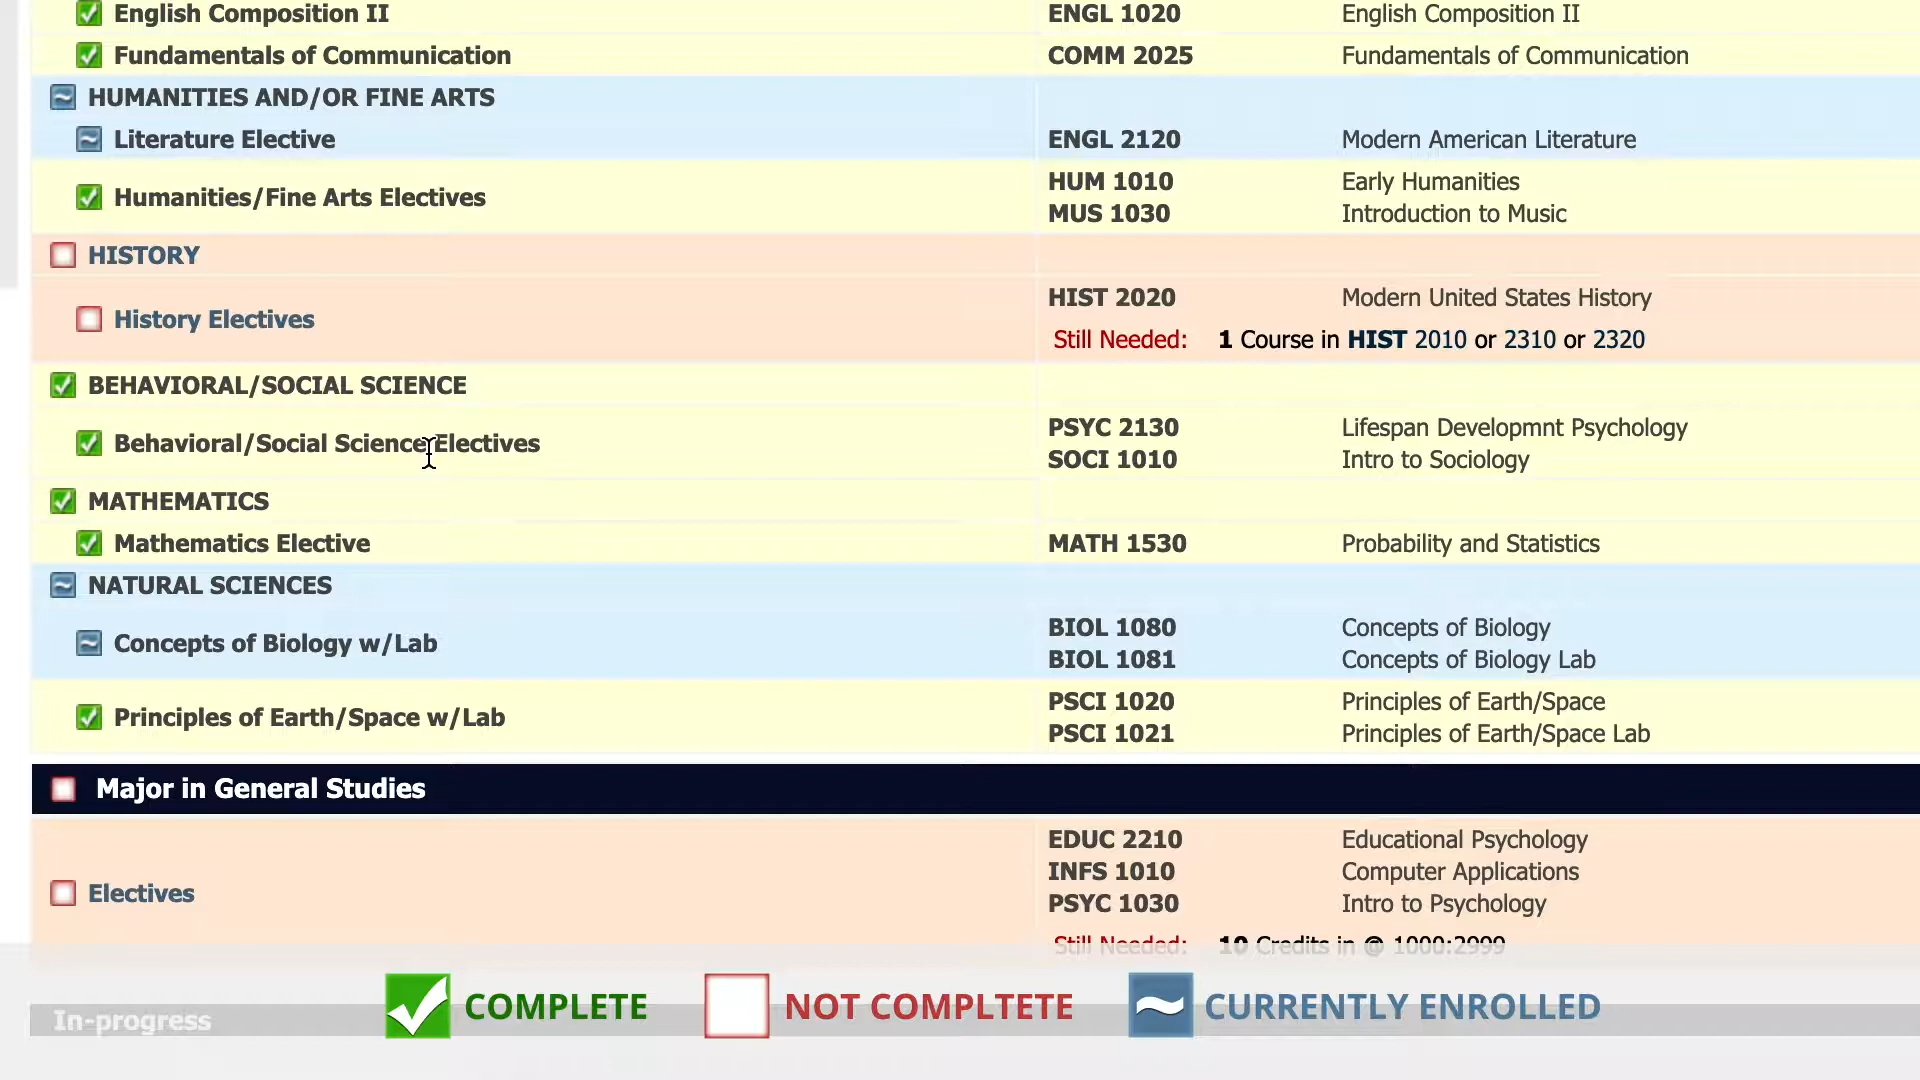 English Composition II ENGL 1020 English Composition II
Fundamentals of Communication COMM 2025 Fundamentals of Communication
HUMANITIES AND/OR FINE ARTS
Literature Elective ENGL 2120 Modern American Literature
Humanities/Fine Arts Electives HUM 1010 Early Humanities
MUS 1030 Introduction to Music
HISTORY
History Electives HIST 2020 Modern United States History
Still Needed: 1 Course in HIST 2010 or 2310 or 2320
BEHAVIORAL/SOCIAL SCIENCE
Behavioral/Social Science Electives PSYC 2130 Lifespan Developmnt Psychology
SOCI 1010 Intro to Sociology
MATHEMATICS
Mathematics Elective MATH 1530 Probability and Statistics
NATURAL SCIENCES
Concepts of Biology w/Lab BIOL 1080 Concepts of Biology
BIOL 1081 Concepts of Biology Lab
Principles of Earth/Space w/Lab PSCI 1020 Principles of Earth/Space
PSCI 1021 Principles of Earth/Space Lab
Major in General Studies
Electives EDUC 2210 Educational Psychology
INFS 1010 Computer Applications
PSYC 1030 Intro to Psychology
Still Needed: 10 Credits in @ 1000:2999
COMPLETE NOT COMPLTETE CURRENTLY ENROLLED
In-progress